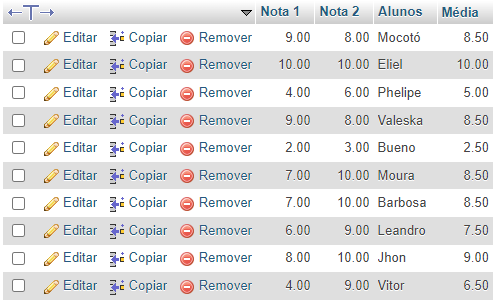 Nota 1 Nota 2 Alunos Média
Editar Copiar Remover 9.00 8.00 Mocotó 8.50
Editar Copiar Remover 10.00 10.00 Eliel 10.00
Editar Copiar Remover 4.00 6.00 Phelipe 5.00
Editar Copiar Remover 9.00 8.00 Valeska 8.50
Editar Copiar Remover 2.00 3.00 Bueno 2.50
Editar Copiar Remover 7.00 10.00 Moura 8.50
Editar Copiar Remover 7.00 10.00 Barbosa 8.50
Editar Copiar Remover 6.00 9.00 Leandro 7.50
Editar Copiar Remover 8.00 10.00 Jhon 9.00
Editar Copiar Remover 4.00 9.00 Vitor 6.50